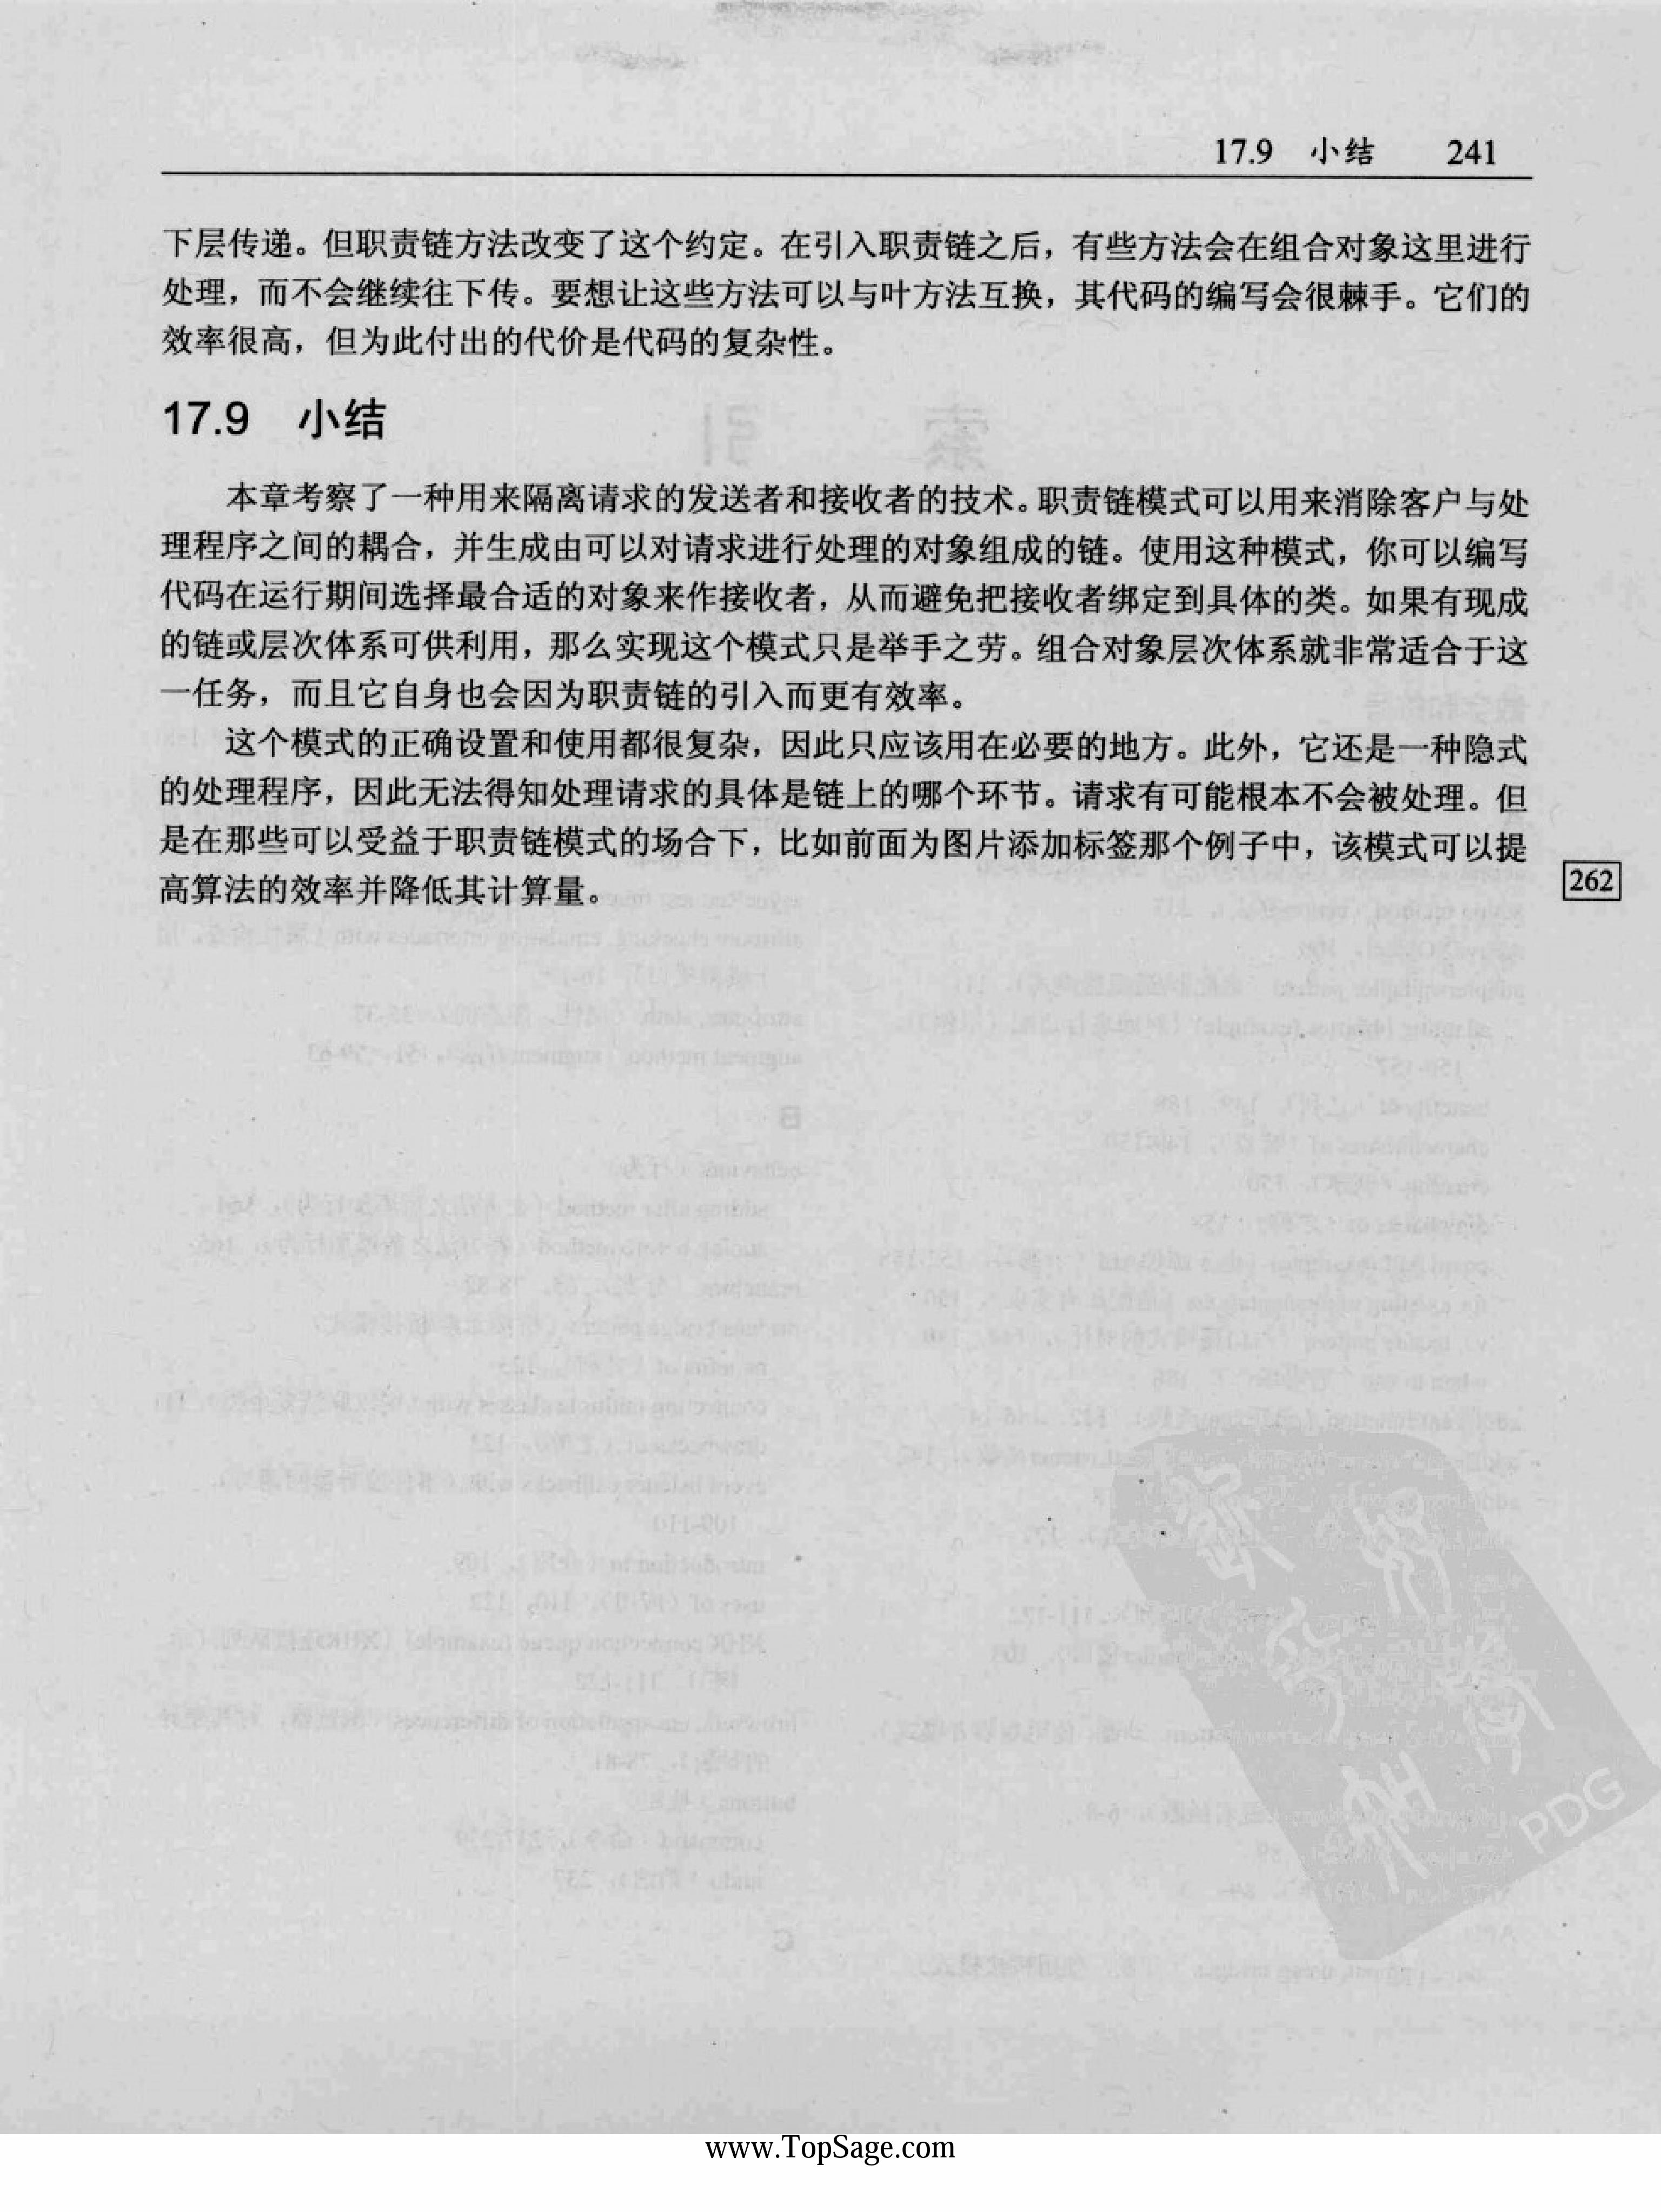 17.9 小结 241
下层传递。但职责链方法改变了这个约定。在引入职责链之后，有些方法会在组合对象这里进行
处理，而不会继续往下传。要想让这些方法可以与叶方法互换，其代码的编写会很棘手。它们的
效率很高，但为此付出的代价是代码的复杂性。
17.9 小结
本章考察了一种用来隔离请求的发送者和接收者的技术。职责链模式可以用来消除客户与处
理程序之间的耦合，并生成由可以对请求进行处理的对象组成的链。使用这种模式，你可以编写
代码在运行期间选择最合适的对象来作接收者，从而避免把接收者绑定到具体的类。如果有现成
的链或层次体系可供利用，那么实现这个模式只是举手之劳。组合对象层次体系就非常适合于这
一任务，而且它自身也会因为职责链的引入而更有效率。
这个模式的正确设置和使用都很复杂，因此只应该用在必要的地方。此外，它还是一种隐式
的处理程序，因此无法得知处理请求的具体是链上的哪个环节。请求有可能根本不会被处理。但
是在那些可以受益于职责链模式的场合下，比如前面为图片添加标签那个例子中，该模式可以提
高算法的效率并降低其计算量。
262
PDG
www.TopSage.com